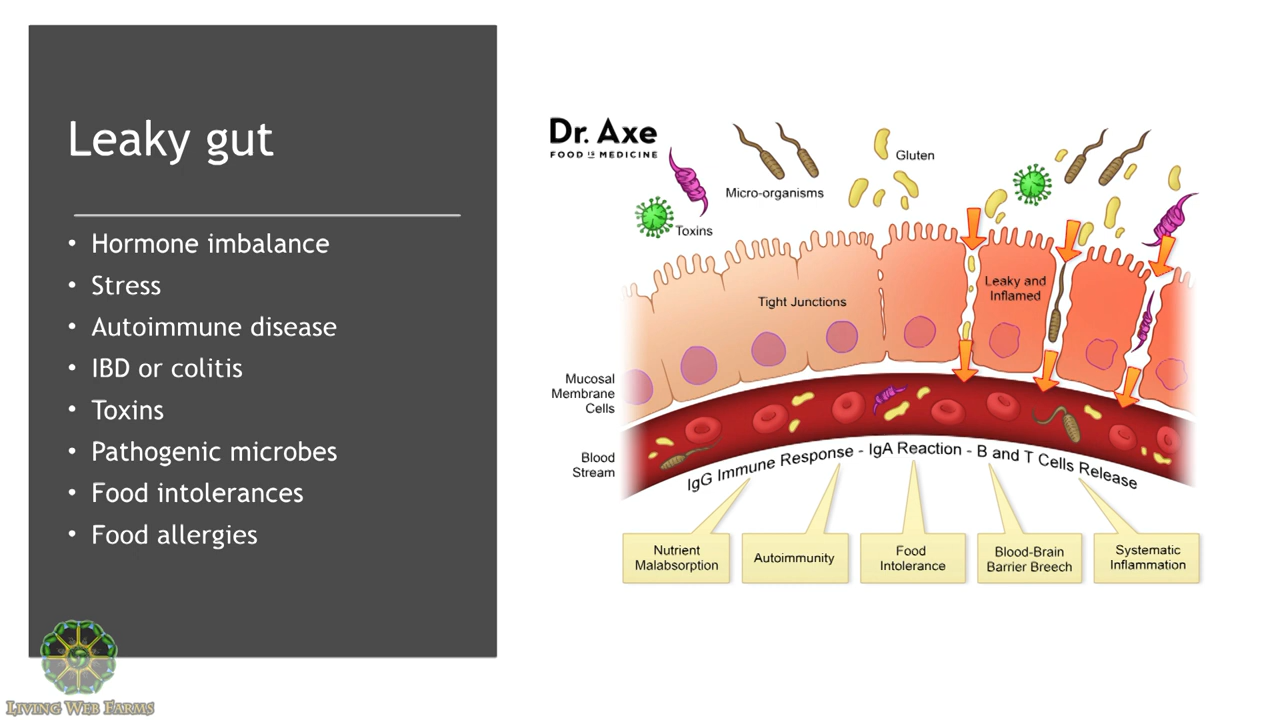 Leaky gut
• Hormone imbalance
• Stress
• Autoimmune disease
• IBD or colitis
• Toxins
• Pathogenic microbes
• Food intolerances
• Food allergies
LIVING WEB FARMS
Dr. Axe
FOOD IS MEDICINE
Gluten
Micro-organisms
Toxins
Leaky and
Inflamed
Tight Junctions
Mucosal
Membrane
Cells
Blood
Stream
IgG Immune Response - IgA Reaction - B and T Cells Release
Nutrient
Malabsorption
Autoimmunity
Food
Intolerance
Blood-Brain
Barrier Breech
Systematic
Inflammation